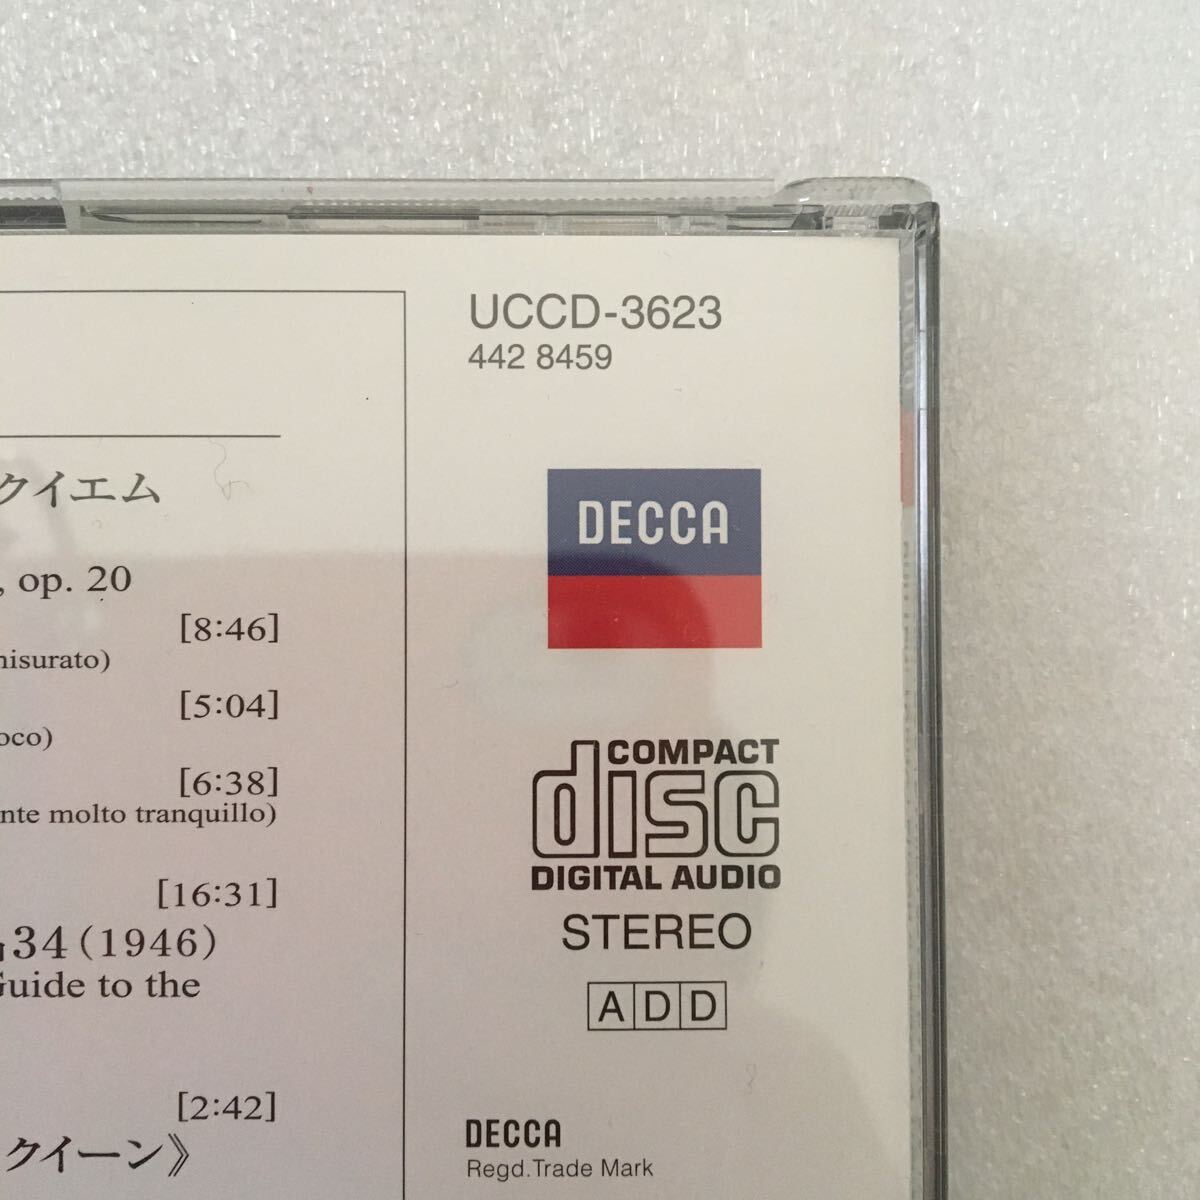 クイエム
, op. 20
[8:46]
misurato)
[5:04]
oco)
[6:38]
nte molto tranquillo)
[16:31]
34 (1946)
Guide to the
[2:42]
クイーン》
UCCD-3623
442 8459
DECCA
COMPACT
disc
DIGITAL AUDIO
STEREO
A D D
DECCA
Regd.Trade Mark